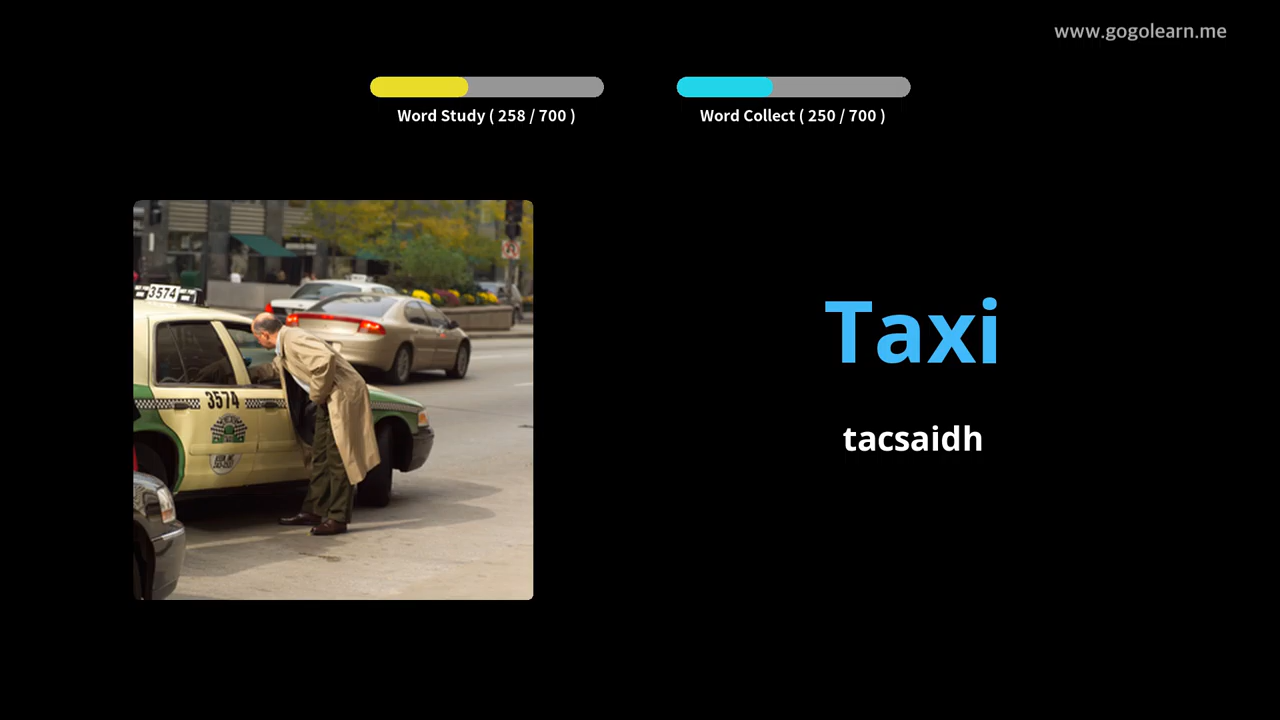 www.gogolearn.me
Word Study ( 258 / 700 )
Word Collect ( 250 / 700 )
3574
3574
Taxi
tacsaidh